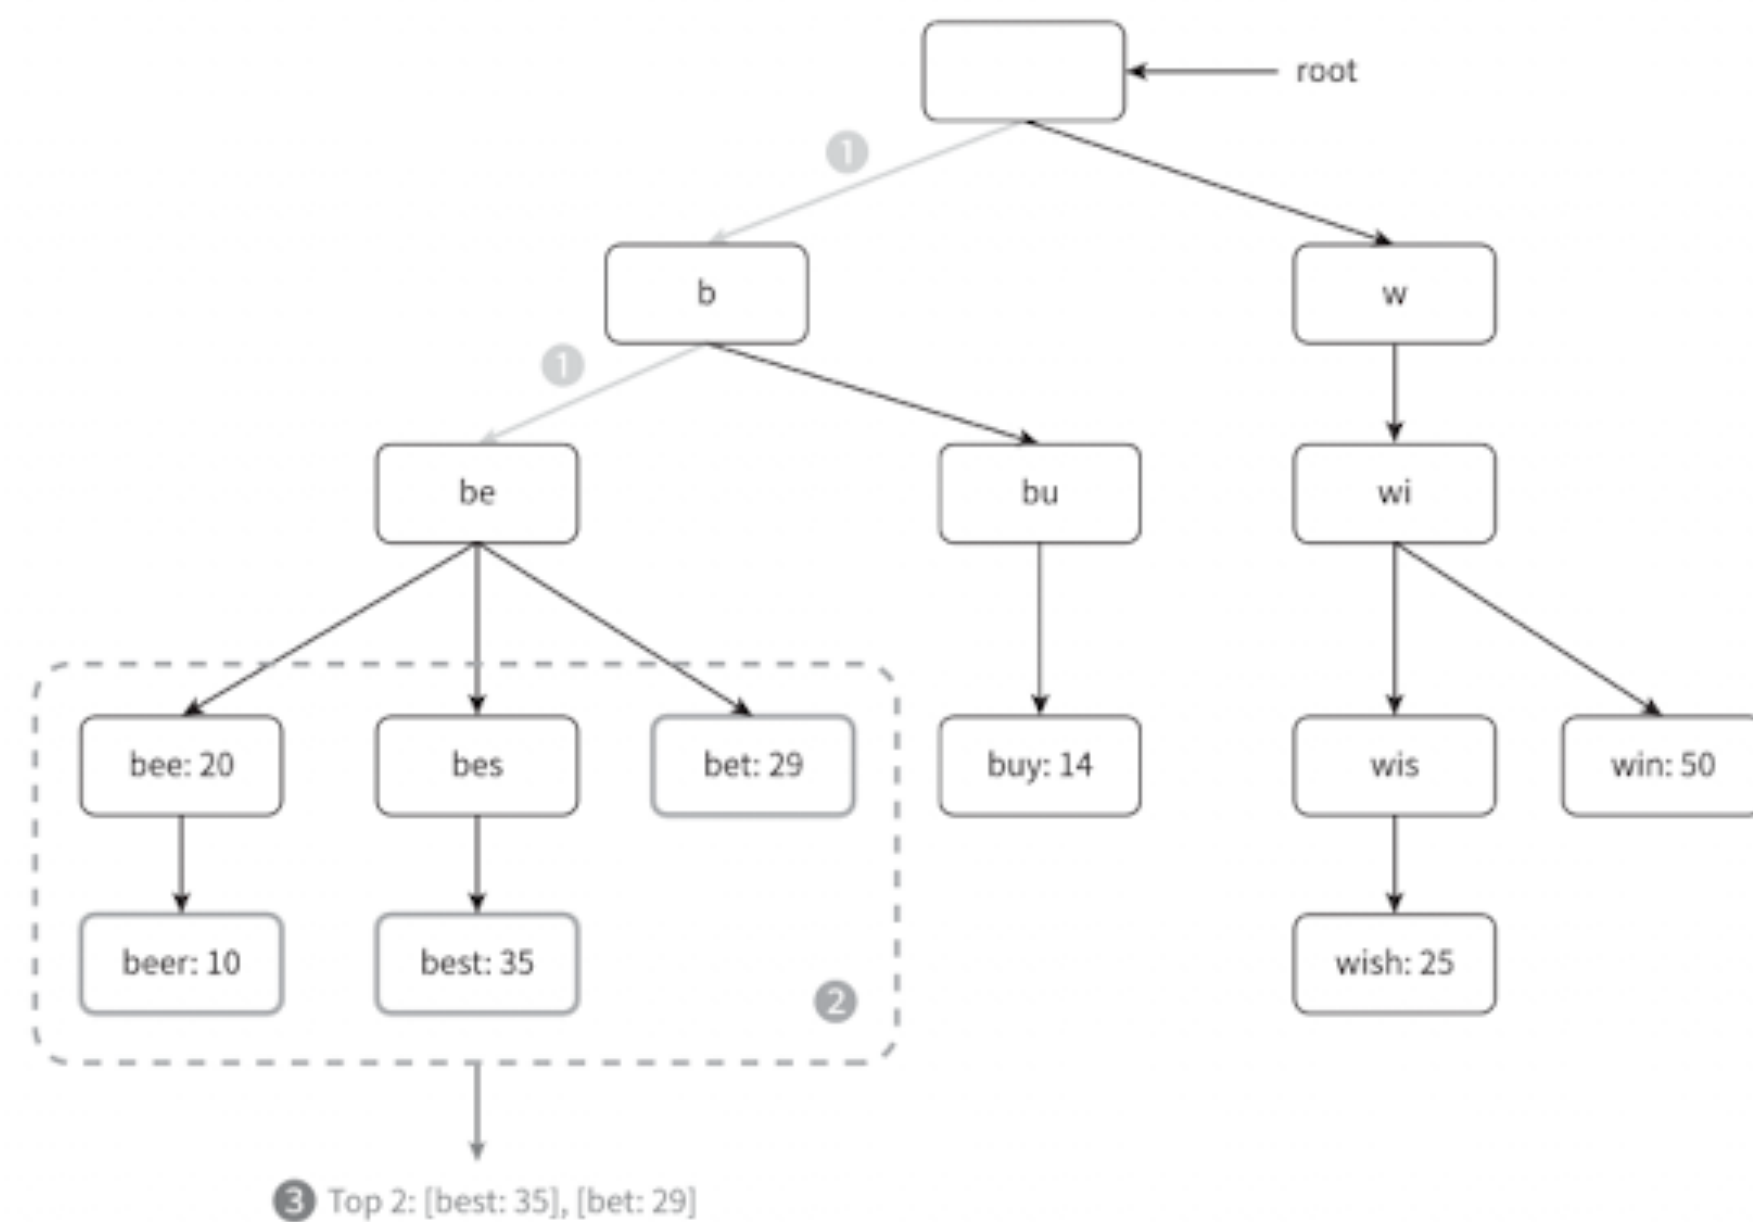 root
1
b
w
1
be
bu
wi
bee: 20
bes
bet: 29
buy: 14
wis
win: 50
beer: 10
best: 35
wish: 25
2
3 Top 2: [best: 35], [bet: 29]